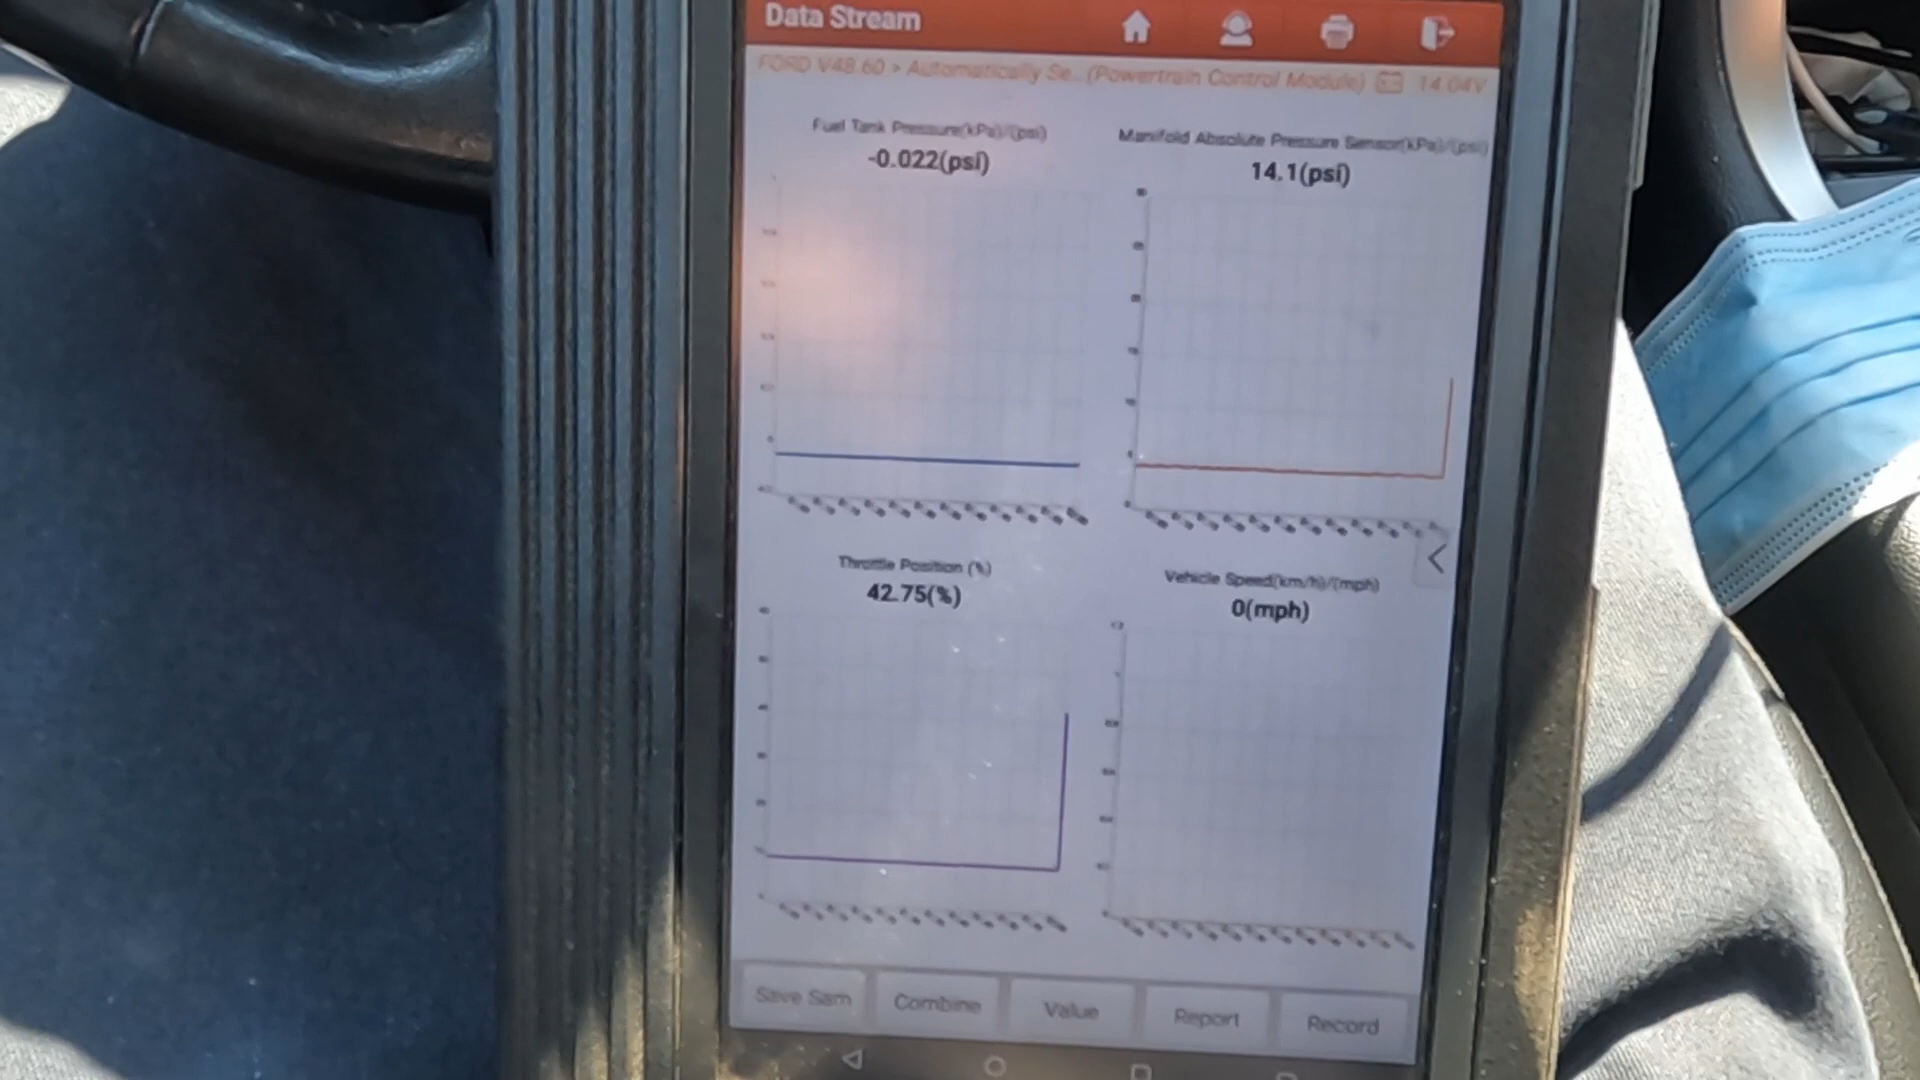 Data Stream
FORD V48.60 > Automatically Se.. (Powertrain Control Module) 14.04V
Fuel Tank Pressure(kPa)/(psi)
-0.022(psi)
Manifold Absolute Pressure Sensor(kPa)/(psi)
14.1(psi)
Throttle Position (%)
42.75(%)
Vehicle Speed(km/h)/(mph)
0(mph)
Save Sam
Combine
Value
Report
Record